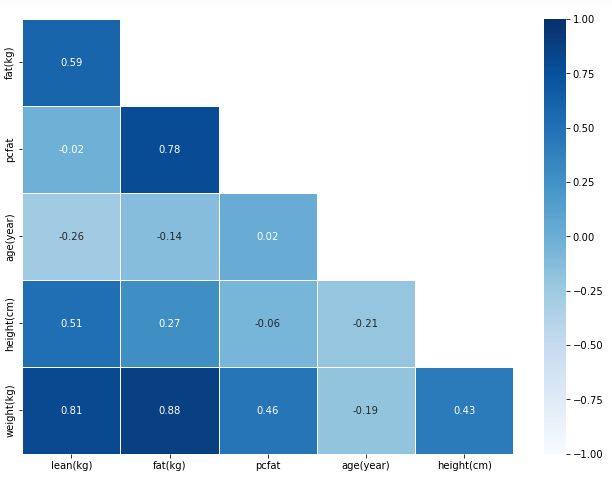 fat(kg) 0.59
pcfat -0.02 0.78
age(year) -0.26 -0.14 0.02
height(cm) 0.51 0.27 -0.06 -0.21
weight(kg) 0.81 0.88 0.46 -0.19 0.43
lean(kg) fat(kg) pcfat age(year) height(cm)
1.00
0.75
0.50
0.25
0.00
-0.25
-0.50
-0.75
-1.00